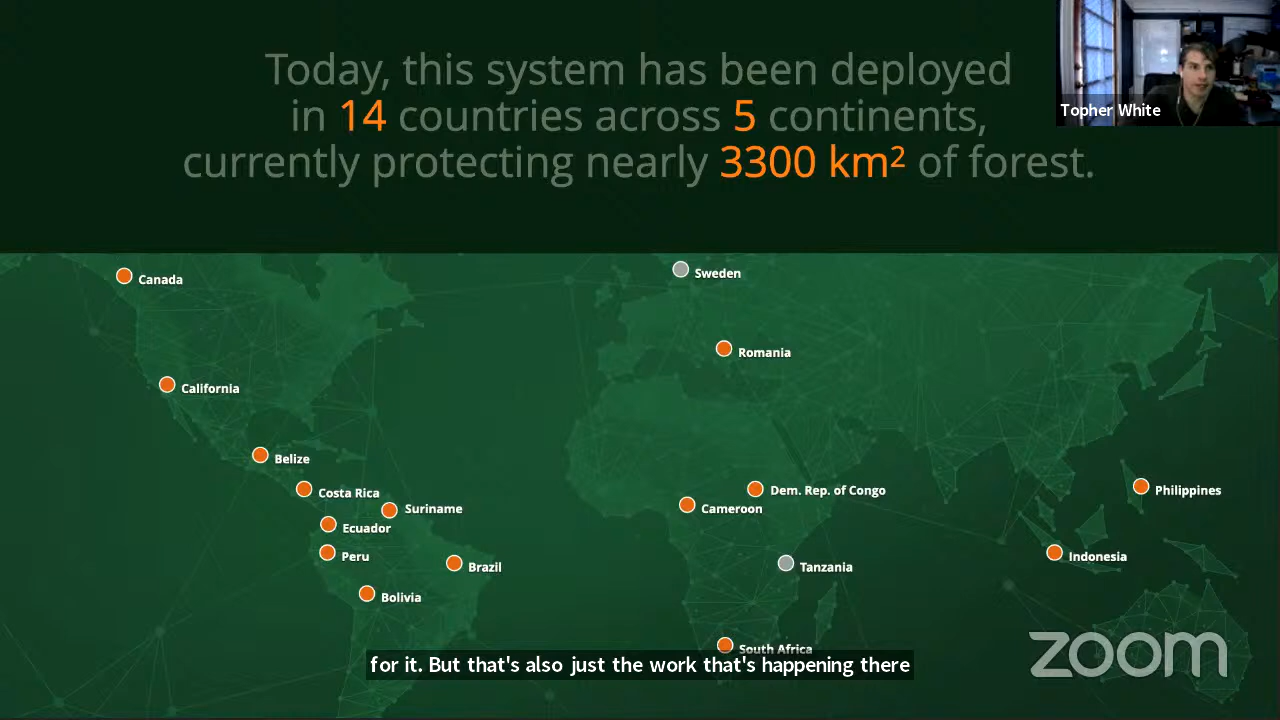 Today, this system has been deployed
in 14 countries across 5 continents,
currently protecting nearly 3300 km² of forest.
Topher White
Canada
Sweden
Romania
California
Belize
Costa Rica
Suriname
Ecuador
Peru
Brazil
Bolivia
Dem. Rep. of Congo
Cameroon
Tanzania
South Africa
Philippines
Indonesia
for it. But that's also just the work that's happening there
zoom